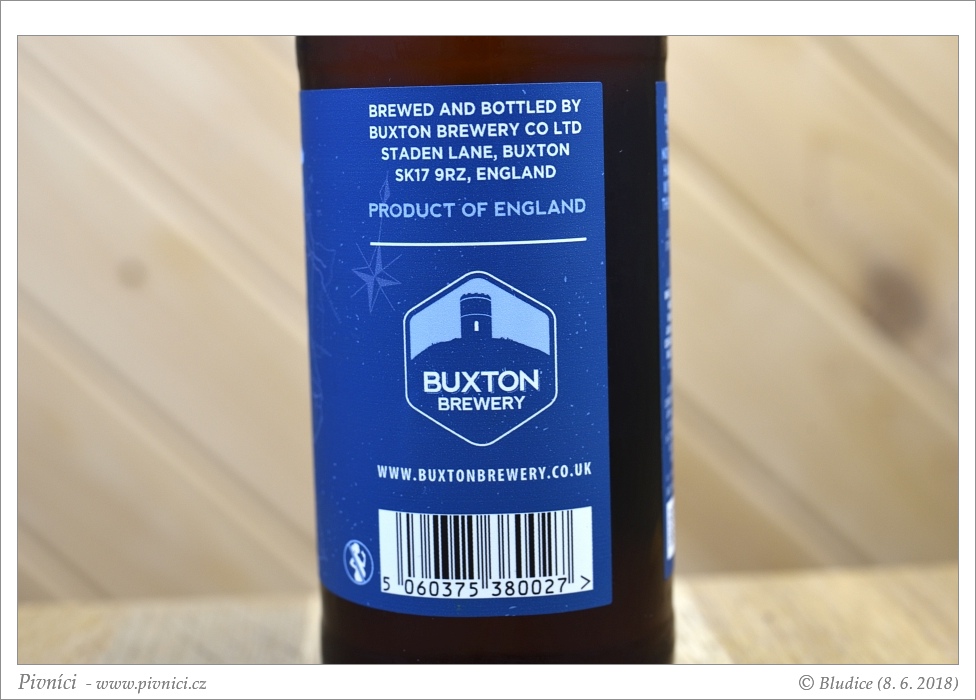 BREWED AND BOTTLED BY
BUXTON BREWERY CO LTD
STADEN LANE, BUXTON
SK17 9RZ, ENGLAND
PRODUCT OF ENGLAND
BUXTON
BREWERY
WWW.BUXTONBREWERY.CO.UK
5 060375 380027 >
Pivníci - www.pivnici.cz
© Bludice (8. 6. 2018)